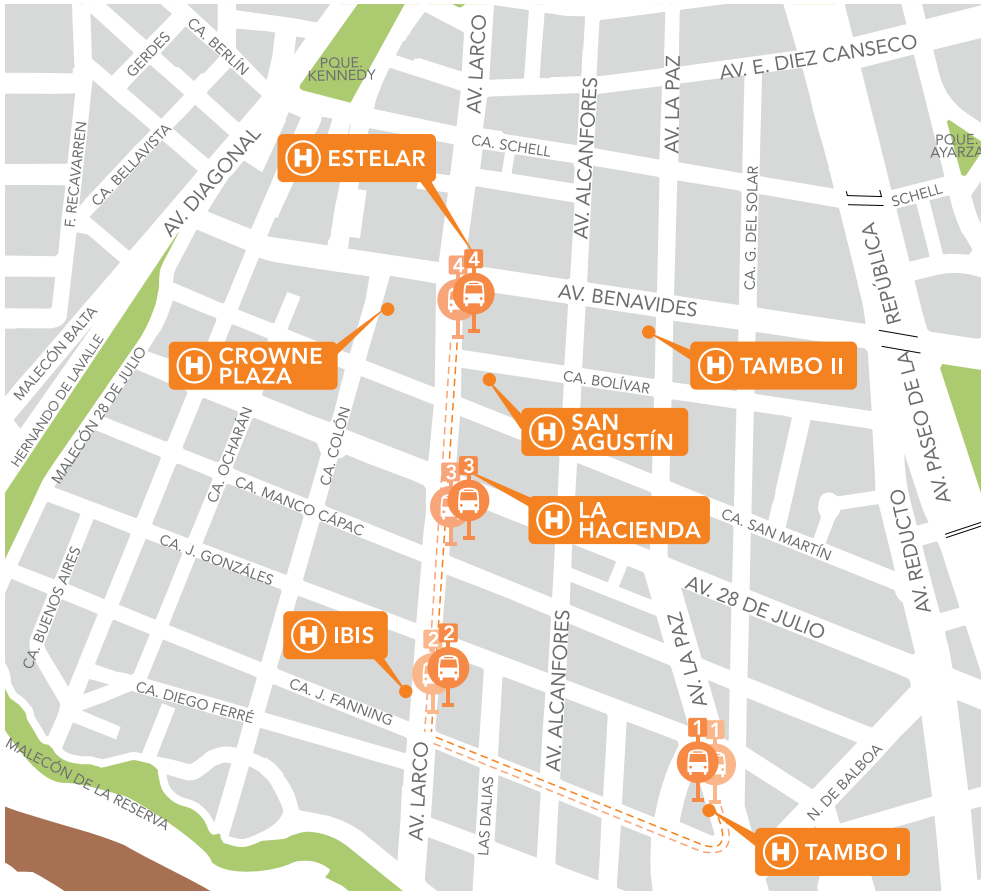 CA. BERLÍN
GERDES
PQUE.
KENNEDY
AV. LARCO
AV. ALCANFORES
AV. LA PAZ
AV. E. DIEZ CANSECO
F. RECAVARREN
CA. BELLAVISTA
AV. DIAGONAL
CA. SCHELL
PQUE.
AYARZA
H ESTELAR
CA. G. DEL SOLAR
SCHELL
4
4
AV. BENAVIDES
AV. PASEO DE LA REPÚBLICA
MALECÓN BALTA
HERNANDO DE LAVALLE
MALECÓN 28 DE JULIO
H CROWNE
PLAZA
H TAMBO II
CA. BOLÍVAR
CA. OCHARÁN
CA. COLÓN
H SAN
AGUSTÍN
3
3
CA. MANCO CÁPAC
H LA
HACIENDA
CA. SAN MARTÍN
AV. REDUCTO
CA. J. GONZÁLES
CA. BUENOS AIRES
AV. 28 DE JULIO
H IBIS
2
2
AV. ALCANFORES
AV. LA PAZ
CA. DIEGO FERRÉ
CA. J. FANNING
1
1
MALECÓN DE LA RESERVA
AV. LARCO
LAS DALIAS
N. DE BALBOA
H TAMBO I